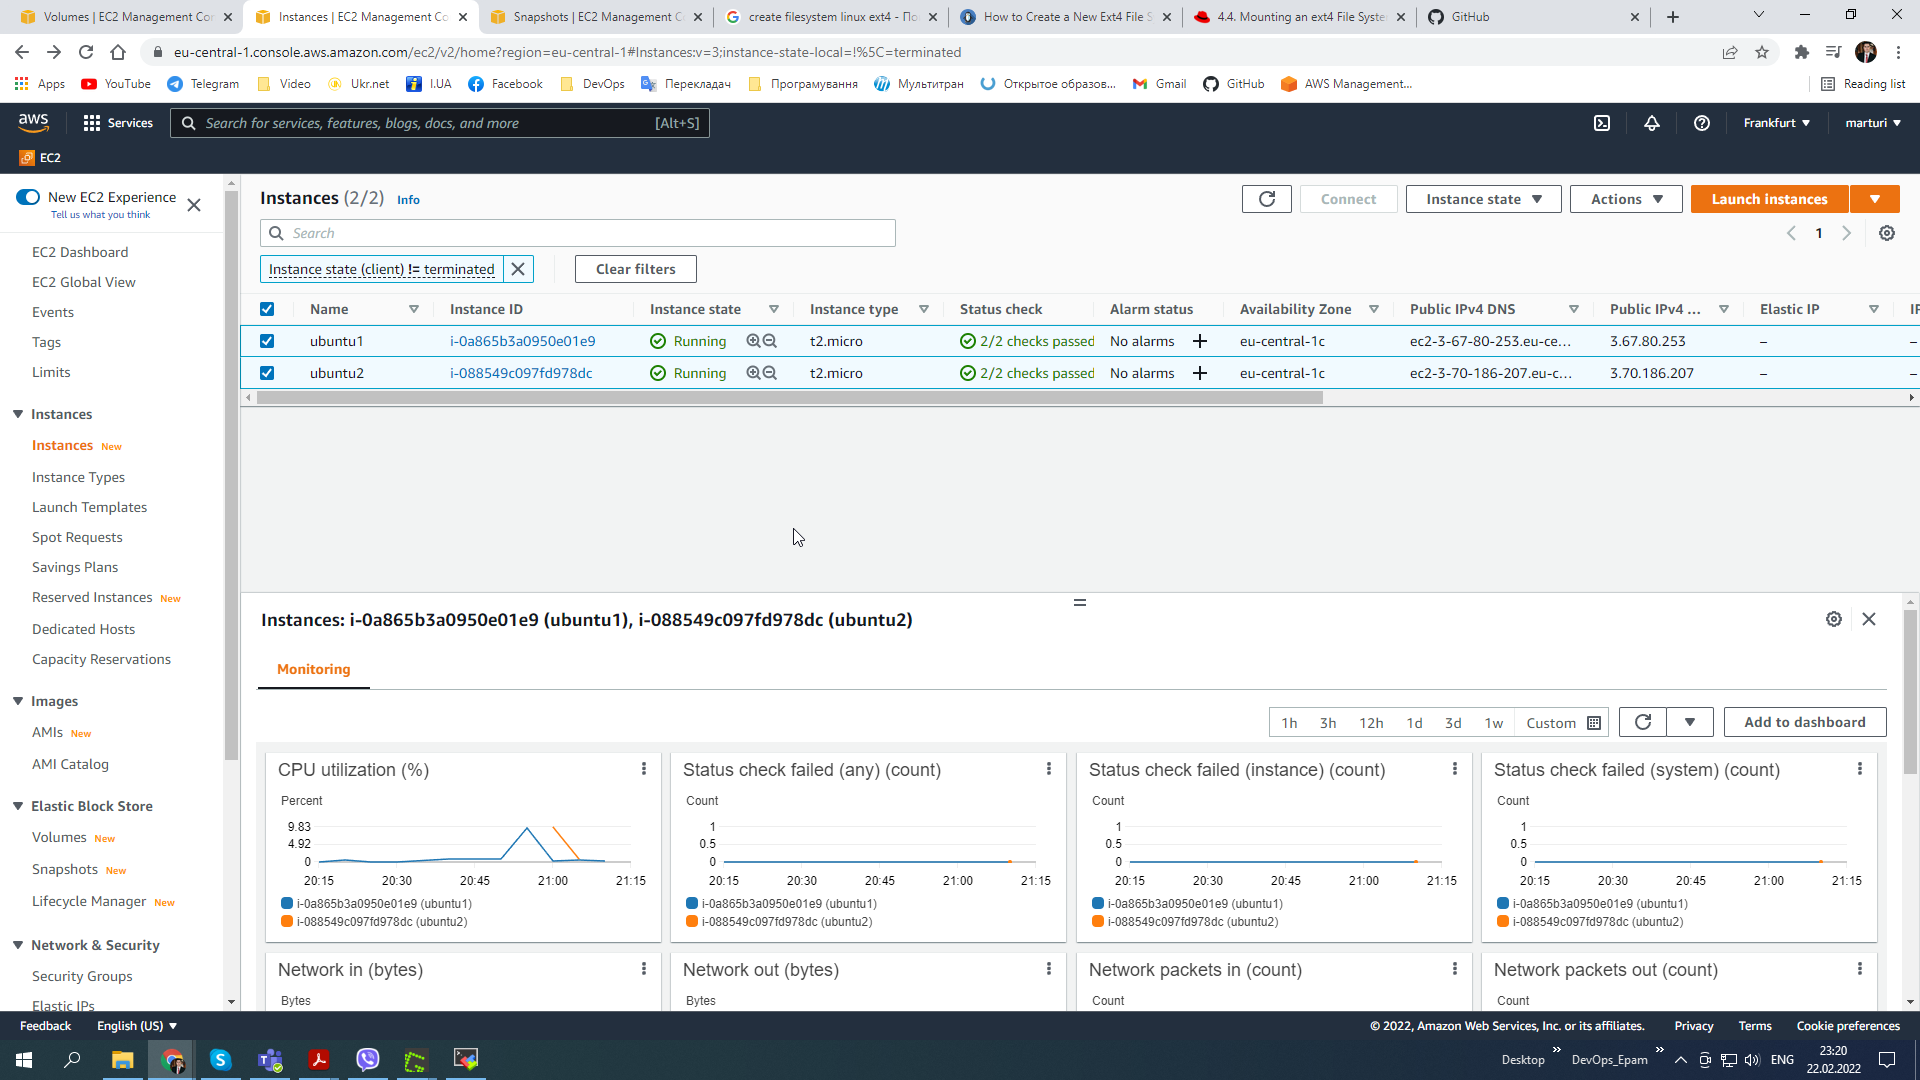 Volumes | EC2 Management Con
Instances | EC2 Management Co
Snapshots | EC2 Management C
create filesystem linux ext4 - По
How to Create a New Ext4 File S
4.4. Mounting an ext4 File Syste
GitHub
eu-central-1.console.aws.amazon.com/ec2/v2/home?region=eu-central-1#Instances:v=3;instance-state-local=!%5C=terminated
Apps
YouTube
Telegram
Video
Ukr.net
I.UA
Facebook
DevOps
Перекладач
Програмування
Мультитран
Открытое образов...
Gmail
GitHub
AWS Management...
Reading list
aws
Services
Search for services, features, blogs, docs, and more
[Alt+S]
Frankfurt
marturi
EC2
New EC2 Experience
Tell us what you think
EC2 Dashboard
EC2 Global View
Events
Tags
Limits
Instances
Instances New
Instance Types
Launch Templates
Spot Requests
Savings Plans
Reserved Instances New
Dedicated Hosts
Capacity Reservations
Images
AMIs New
AMI Catalog
Elastic Block Store
Volumes New
Snapshots New
Lifecycle Manager New
Network & Security
Security Groups
Elastic IPs
Instances (2/2) Info
Connect
Instance state
Actions
Launch instances
Search
1
Instance state (client) != terminated
Clear filters
Name Instance ID Instance state Instance type Status check Alarm status Availability Zone Public IPv4 DNS Public IPv4 ... Elastic IP IP
ubuntu1 i-0a865b3a0950e01e9 Running t2.micro 2/2 checks passed No alarms + eu-central-1c ec2-3-67-80-253.eu-ce... 3.67.80.253 – –
ubuntu2 i-088549c097fd978dc Running t2.micro 2/2 checks passed No alarms + eu-central-1c ec2-3-70-186-207.eu-c... 3.70.186.207 – –
Instances: i-0a865b3a0950e01e9 (ubuntu1), i-088549c097fd978dc (ubuntu2)
Monitoring
1h 3h 12h 1d 3d 1w Custom
Add to dashboard
CPU utilization (%)
Percent
9.83
4.92
0
20:15 20:30 20:45 21:00 21:15
i-0a865b3a0950e01e9 (ubuntu1)
i-088549c097fd978dc (ubuntu2)
Status check failed (any) (count)
Count
1
0.5
0
20:15 20:30 20:45 21:00 21:15
i-0a865b3a0950e01e9 (ubuntu1)
i-088549c097fd978dc (ubuntu2)
Status check failed (instance) (count)
Count
1
0.5
0
20:15 20:30 20:45 21:00 21:15
i-0a865b3a0950e01e9 (ubuntu1)
i-088549c097fd978dc (ubuntu2)
Status check failed (system) (count)
Count
1
0.5
0
20:15 20:30 20:45 21:00 21:15
i-0a865b3a0950e01e9 (ubuntu1)
i-088549c097fd978dc (ubuntu2)
Network in (bytes)
Bytes
Network out (bytes)
Bytes
Network packets in (count)
Count
Network packets out (count)
Count
Feedback
English (US)
© 2022, Amazon Web Services, Inc. or its affiliates.
Privacy
Terms
Cookie preferences
Desktop
DevOps_Epam
ENG
23:20
22.02.2022